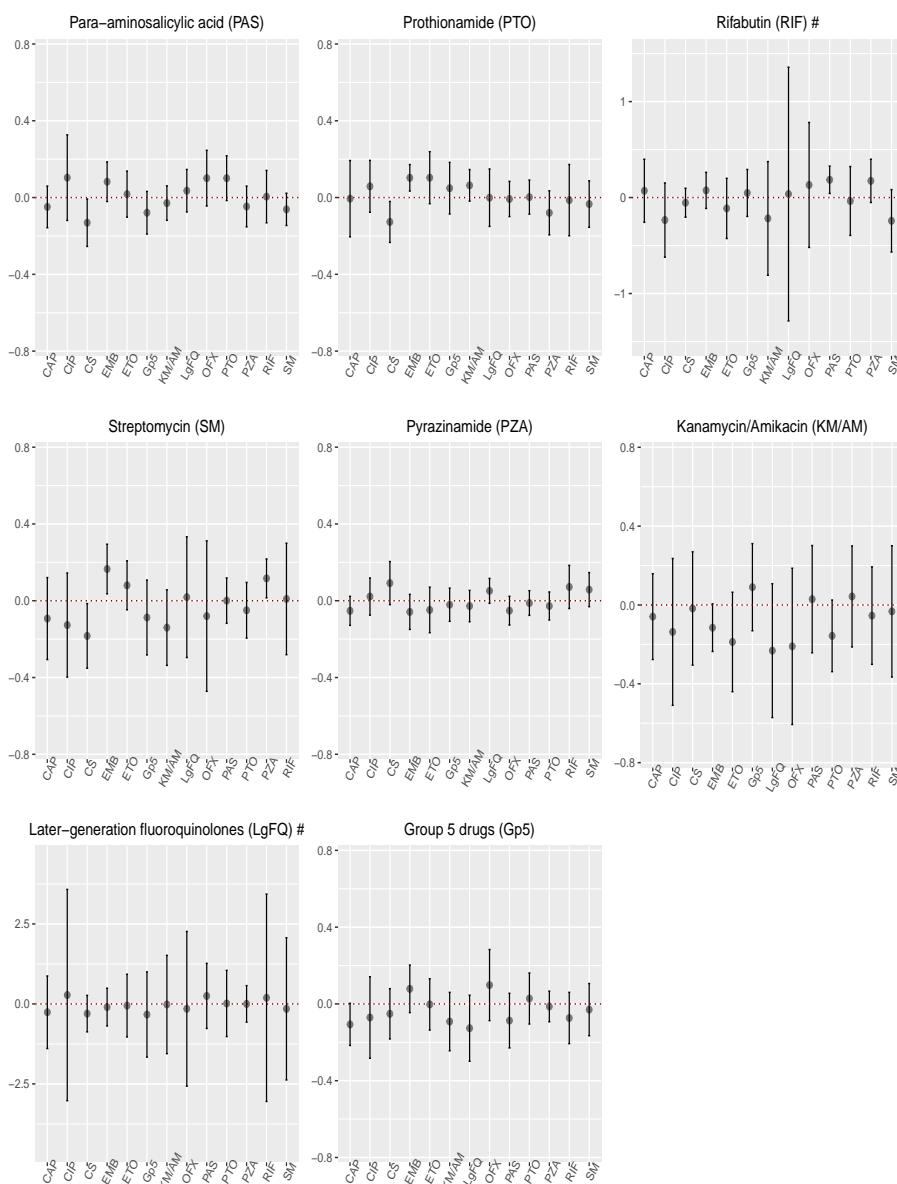 Para−aminosalicylic acid (PAS)
0.8
0.4
0.0
−0.4
−0.8
CAP CIP CS EMB ETO Gp5 KM/AM LgFQ OFX PTO PZA RIF SM
Prothionamide (PTO)
0.8
0.4
0.0
−0.4
−0.8
CAP CIP CS EMB ETO Gp5 KM/AM LgFQ OFX PAS PZA RIF SM
Rifabutin (RIF) #
1
0
−1
CAP CIP CS EMB ETO Gp5 KM/AM LgFQ OFX PAS PTO PZA SM
Streptomycin (SM)
0.8
0.4
0.0
−0.4
−0.8
CAP CIP CS EMB ETO Gp5 KM/AM LgFQ OFX PAS PTO PZA RIF
Pyrazinamide (PZA)
0.8
0.4
0.0
−0.4
−0.8
CAP CIP CS EMB ETO Gp5 KM/AM LgFQ OFX PAS PTO RIF SM
Kanamycin/Amikacin (KM/AM)
0.8
0.4
0.0
−0.4
−0.8
CAP CIP CS EMB ETO Gp5 LgFQ OFX PAS PTO PZA RIF SM
Later−generation fluoroquinolones (LgFQ) #
2.5
0.0
−2.5
CAP CIP CS EMB ETO Gp5 KM/AM OFX PAS PTO PZA RIF SM
Group 5 drugs (Gp5)
0.8
0.4
0.0
−0.4
−0.8
CAP CIP CS EMB ETO KM/AM LgFQ OFX PAS PTO PZA RIF SM